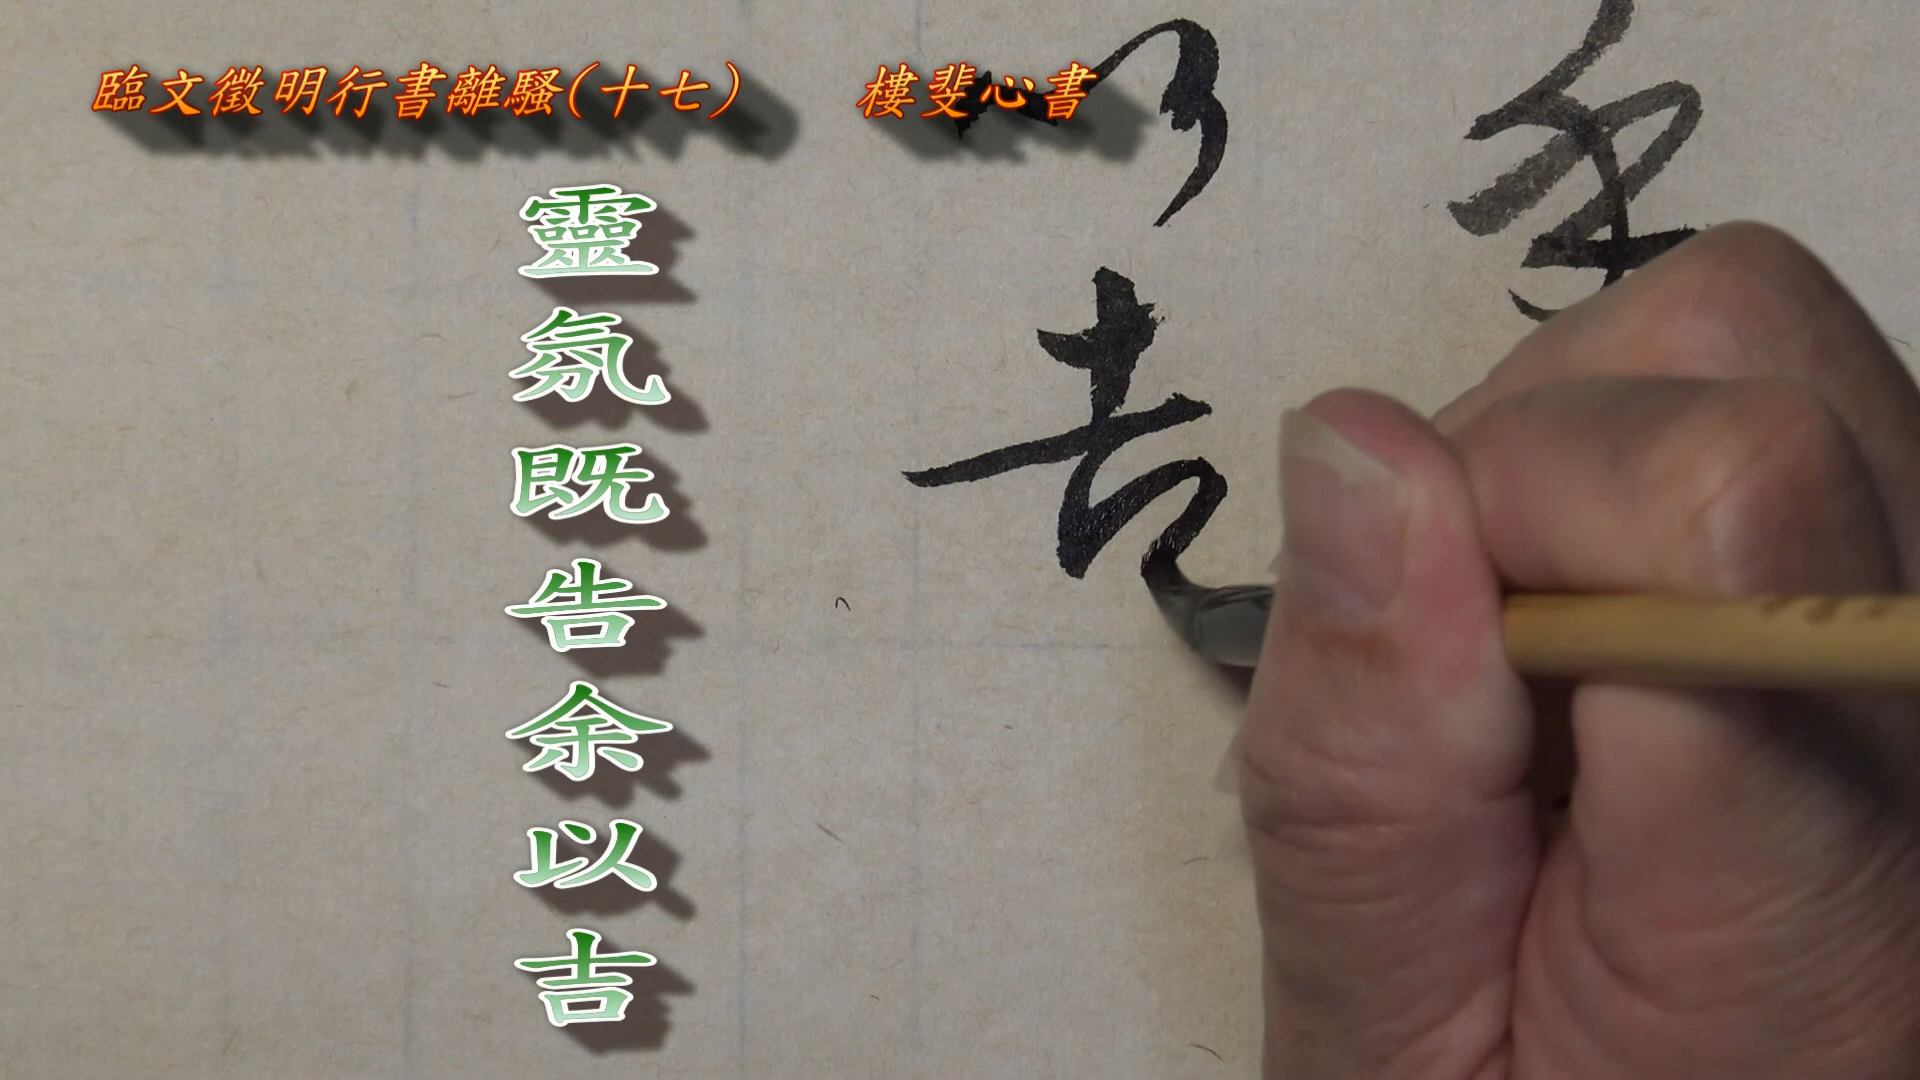 臨文徵明行書離騷(十七) 樓斐心書
靈氛既告余以吉
以吉